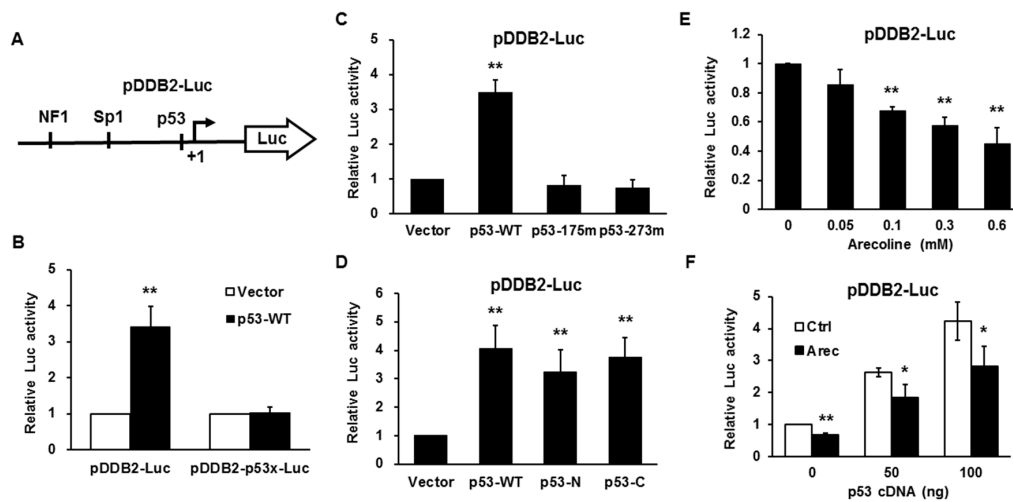 A
pDDB2-Luc
NF1 Sp1 p53
+1
Luc
B
Relative Luc activity
5
4
3
2
1
0
**
Vector
p53-WT
pDDB2-Luc pDDB2-p53x-Luc
C
pDDB2-Luc
Relative Luc activity
5
4
3
2
1
0
**
Vector p53-WT p53-175m p53-273m
D
pDDB2-Luc
Relative Luc activity
6
5
4
3
2
1
0
** ** **
Vector p53-WT p53-N p53-C
E
pDDB2-Luc
Relative Luc activity
1.2
1
0.8
0.6
0.4
0.2
0
** ** **
0 0.05 0.1 0.3 0.6
Arecoline (mM)
F
pDDB2-Luc
Relative Luc activity
5
4
3
2
1
0
Ctrl
Arec
** * *
0 50 100
p53 cDNA (ng)